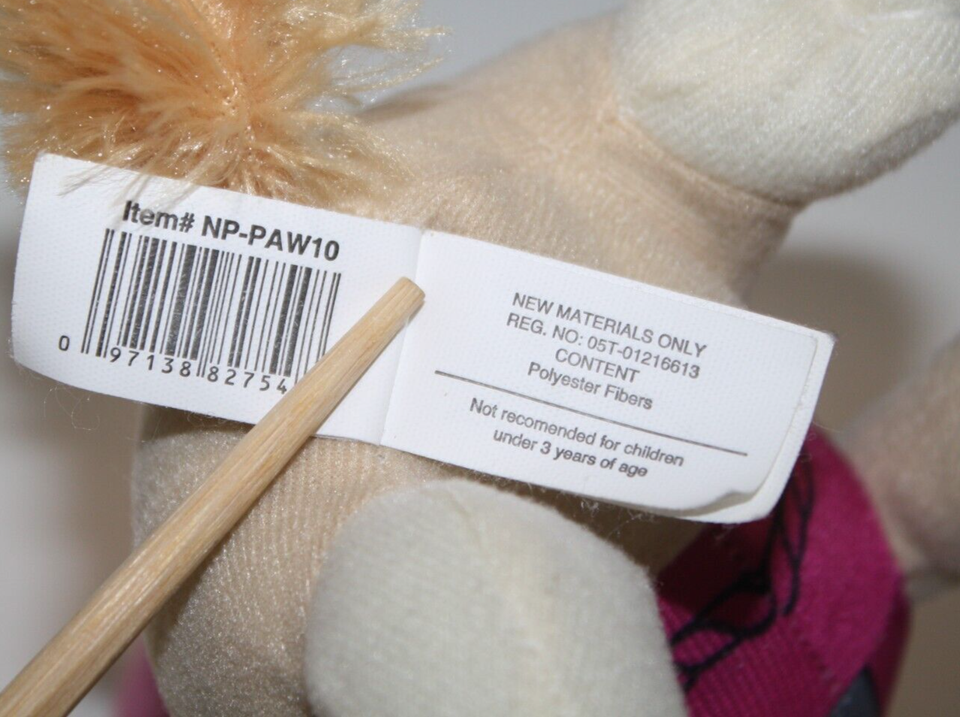 Item# NP-PAW10
0 97138 82754
NEW MATERIALS ONLY
REG. NO: 05T-01216613
CONTENT
Polyester Fibers
Not recomended for children
under 3 years of age